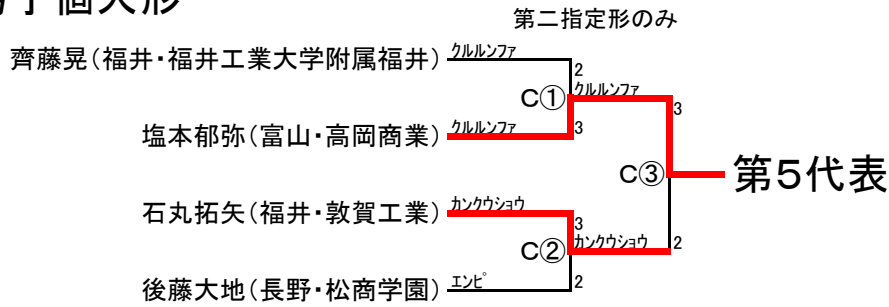 男子個人形
第二指定形のみ
齊藤晃(福井・福井工業大学附属福井) クルルンファ
2
C① クルルンファ
3
塩本郁弥(富山・高岡商業) クルルンファ
3
C③ 第5代表
石丸拓矢(福井・敦賀工業) カンクウショウ
3
C② カンクウショウ
2
後藤大地(長野・松商学園) エンピ
2